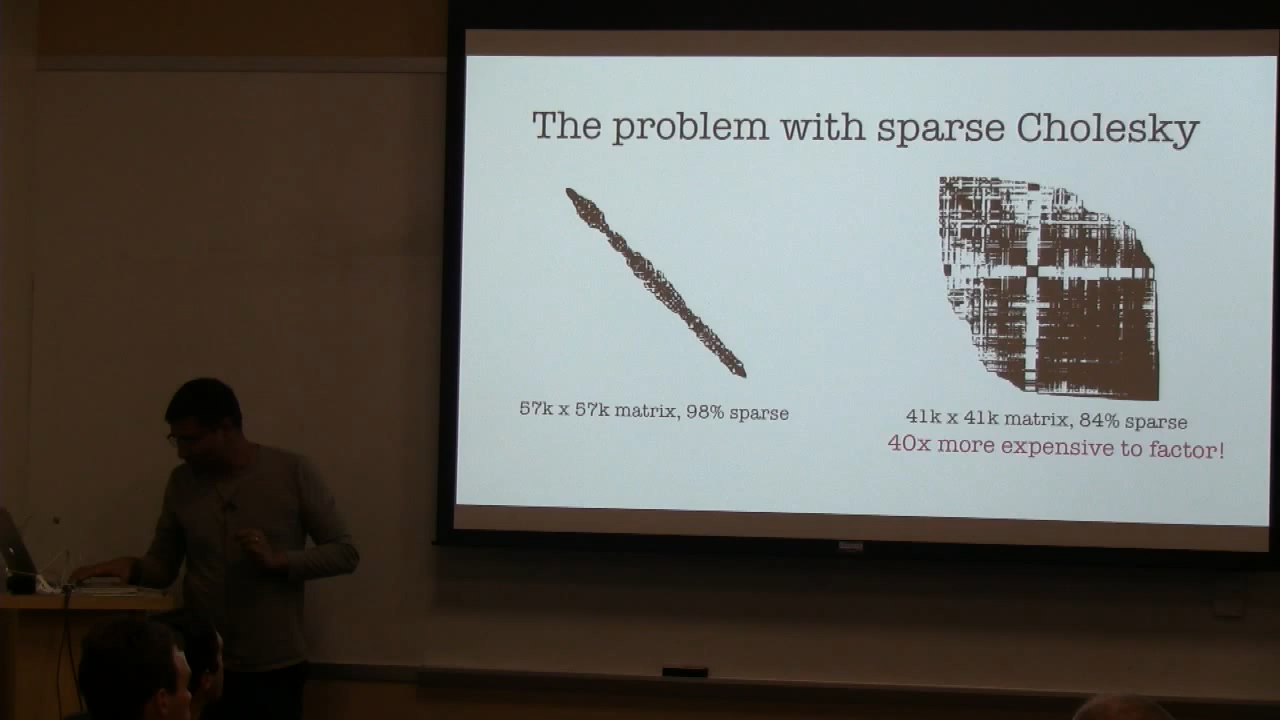 The problem with sparse Cholesky
57k x 57k matrix, 98% sparse
41k x 41k matrix, 84% sparse
40x more expensive to factor!